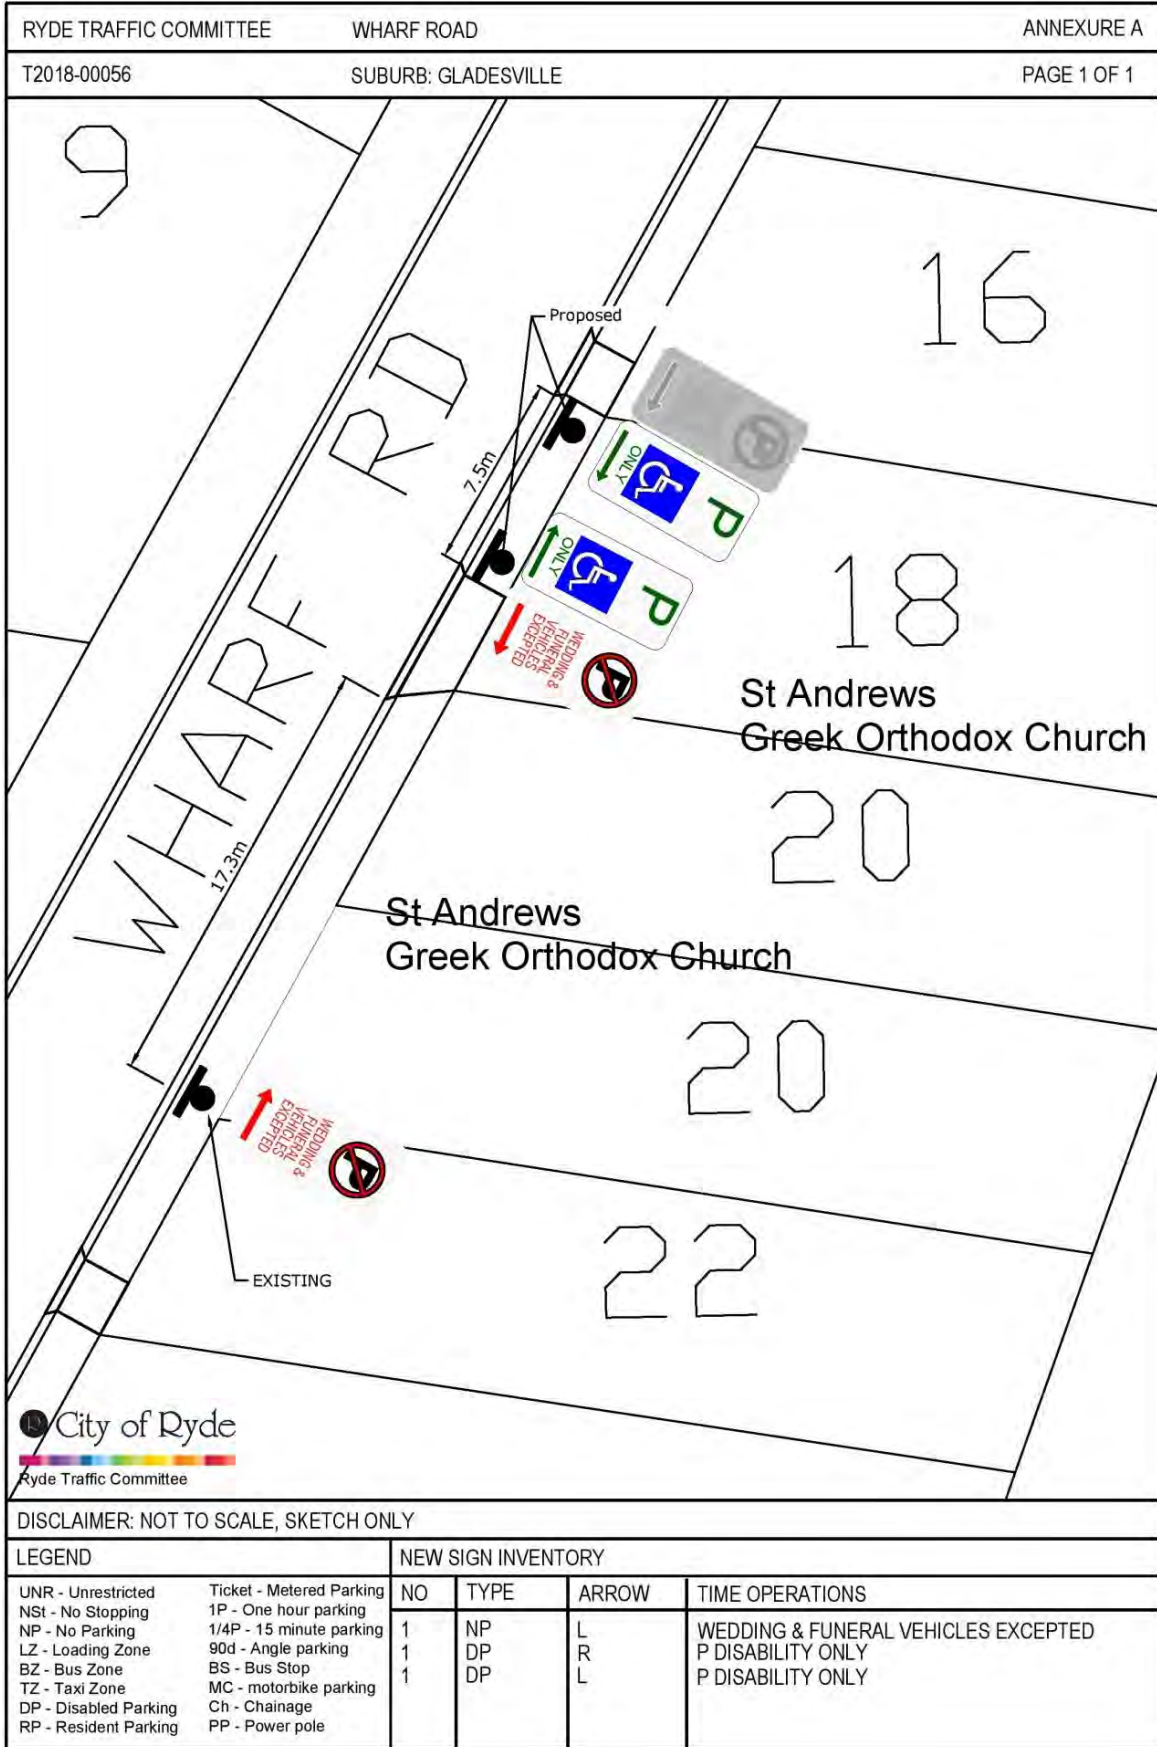 RYDE TRAFFIC COMMITTEE WHARF ROAD ANNEXURE A
T2018-00056 SUBURB: GLADESVILLE PAGE 1 OF 1
9
16
Proposed
WHARF RD
7.5m
ONLY
P
ONLY
P
WEDDING &
FUNERAL
VEHICLES
EXCEPTED
P
18
St Andrews
Greek Orthodox Church
20
17.3m
St Andrews
Greek Orthodox Church
20
WEDDING &
FUNERAL
VEHICLES
EXCEPTED
P
22
EXISTING
R City of Ryde
Ryde Traffic Committee
DISCLAIMER: NOT TO SCALE, SKETCH ONLY
LEGEND
UNR - Unrestricted
NSt - No Stopping
NP - No Parking
LZ - Loading Zone
BZ - Bus Zone
TZ - Taxi Zone
DP - Disabled Parking
RP - Resident Parking
Ticket - Metered Parking
1P - One hour parking
1/4P - 15 minute parking
90d - Angle parking
BS - Bus Stop
MC - motorbike parking
Ch - Chainage
PP - Power pole
NEW SIGN INVENTORY
NO TYPE ARROW TIME OPERATIONS
1 NP L WEDDING & FUNERAL VEHICLES EXCEPTED
1 DP R P DISABILITY ONLY
1 DP L P DISABILITY ONLY